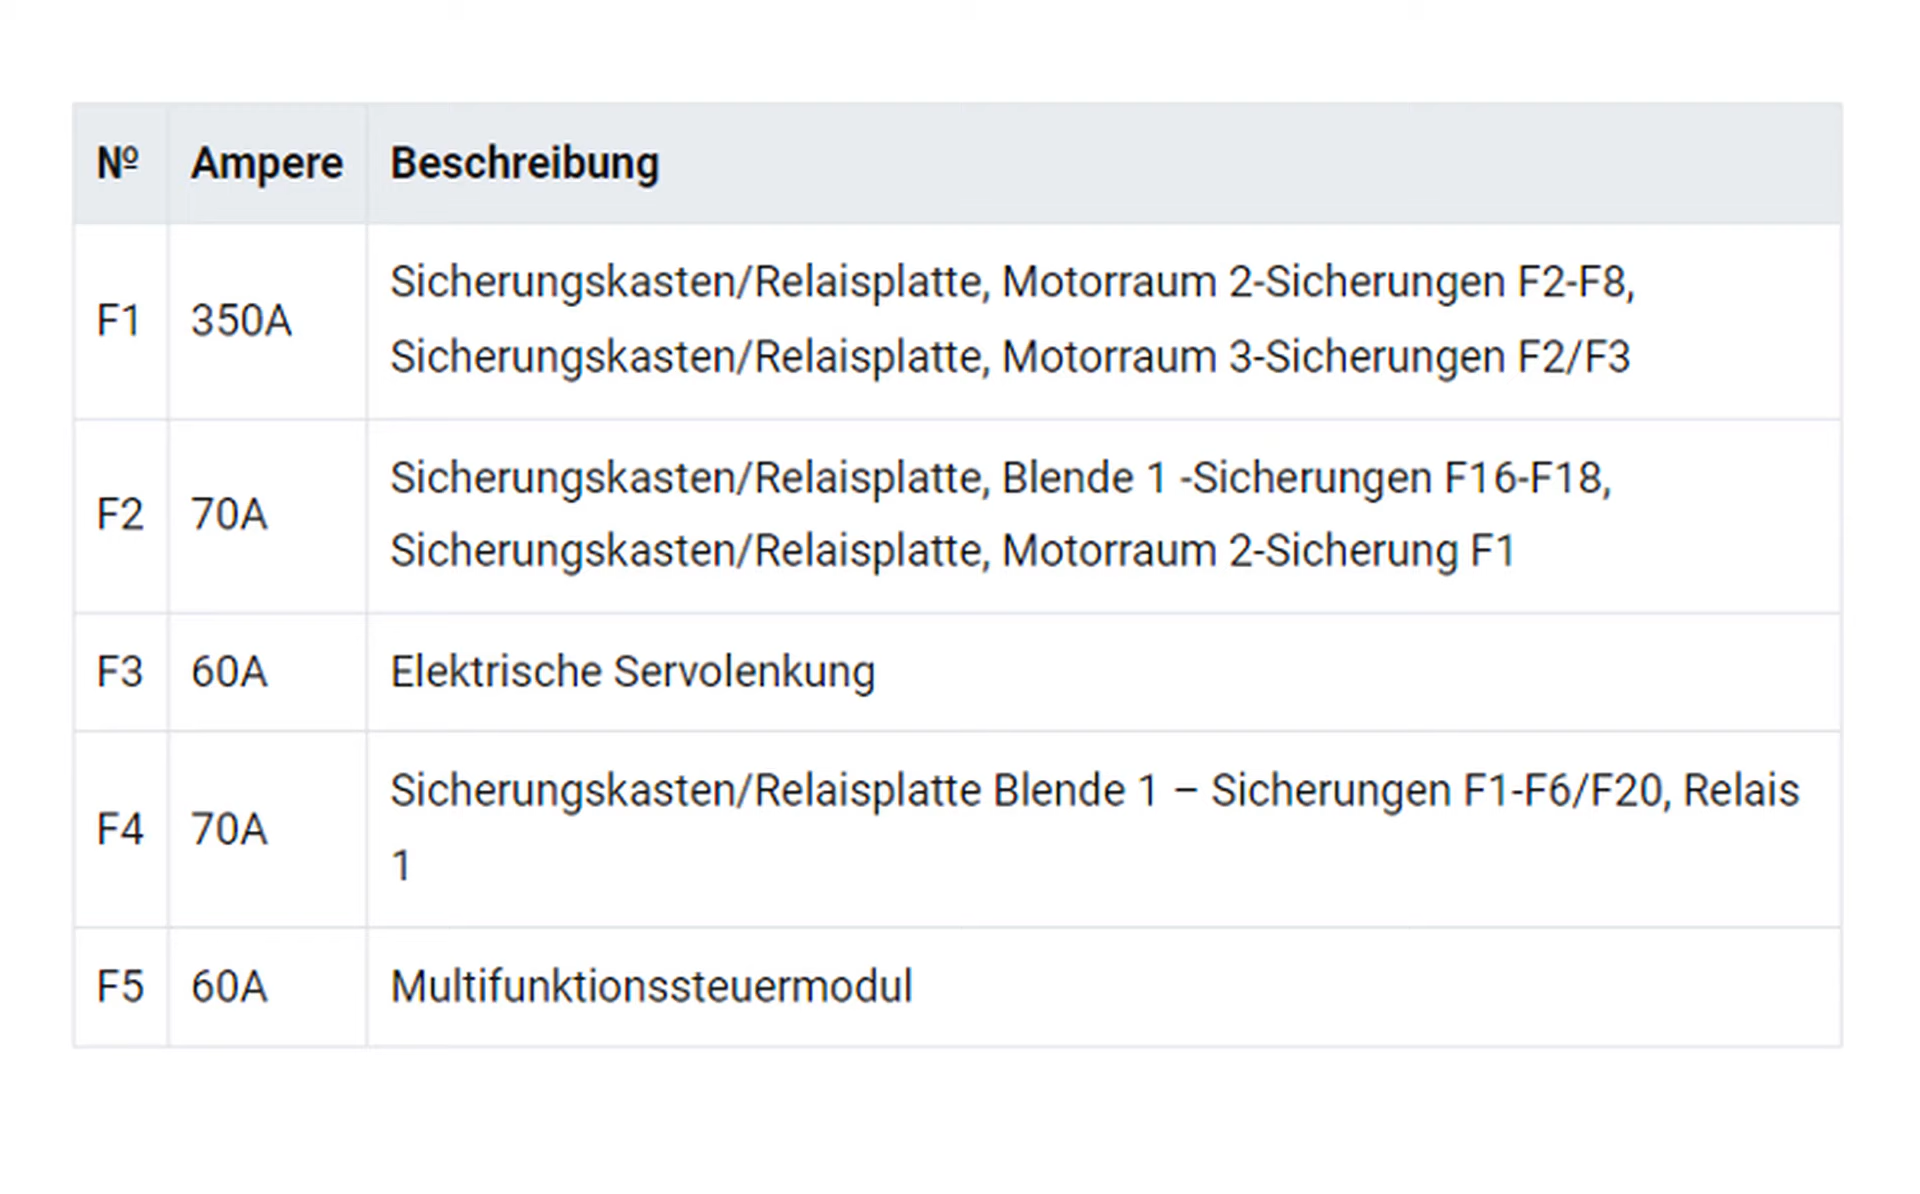 Nº Ampere Beschreibung
F1 350A Sicherungskasten/Relaisplatte, Motorraum 2-Sicherungen F2-F8,
Sicherungskasten/Relaisplatte, Motorraum 3-Sicherungen F2/F3
F2 70A Sicherungskasten/Relaisplatte, Blende 1 -Sicherungen F16-F18,
Sicherungskasten/Relaisplatte, Motorraum 2-Sicherung F1
F3 60A Elektrische Servolenkung
F4 70A Sicherungskasten/Relaisplatte Blende 1 – Sicherungen F1-F6/F20, Relais
1
F5 60A Multifunktionssteuermodul